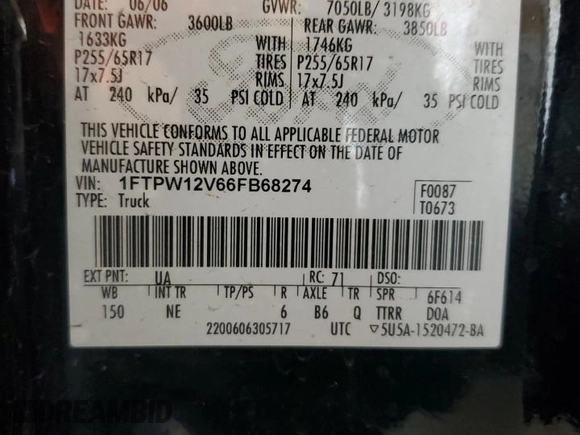 DATE: 06/06 GVWR: 7050LB/ 3198KG
FRONT GAWR: 3600LB REAR GAWR: 3850LB
1633KG 1746KG
P255/65R17 TIRES P255/65R17 TIRES
17x7.5J RIMS 17x7.5J RIMS
AT 240 kPa/ 35 PSI COLD AT 240 kPa/ 35 PSI COLD
THIS VEHICLE CONFORMS TO ALL APPLICABLE FEDERAL MOTOR
VEHICLE SAFETY STANDARDS IN EFFECT ON THE DATE OF
MANUFACTURE SHOWN ABOVE.
VIN: 1FTPW12V66FB68274 F0087
TYPE: Truck T0673
EXT PNT: UA RC: 71 DSO:
WB INT TR TP/PS R AXLE TR SPR 6F614
150 NE 6 B6 Q TTRR DOA
2200606305717 UTC ▽5U5A-1520472-BA
DREAMBID